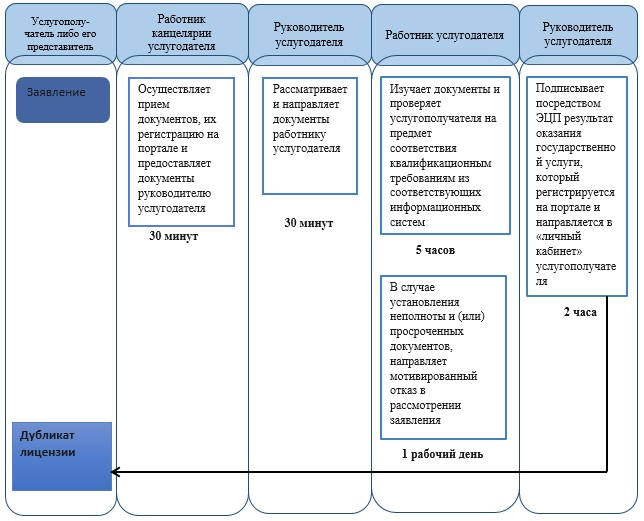 Услугополу-
чатель либо его
представитель
Работник
канцелярии
услугодателя
Руководитель
услугодателя
Работник услугодателя
Руководитель
услугодателя
Заявление
Осуществляет
прием
документов, их
регистрацию на
портале и
предоставляет
документы
руководителю
услугодателя
30 минут
Рассматривает
и направляет
документы
работнику
услугодателя
30 минут
Изучает документы и
проверяет
услугополучателя на
предмет
соответствия
квалификационным
требованиям из
соответствующих
информационных
систем
5 часов
В случае
установления
неполноты и (или)
просроченных
документов,
направляет
мотивированный
отказ в
рассмотрении
заявления
1 рабочий день
Подписывает
посредством
ЭЦП результат
оказания
государственно
й услуги,
который
регистрируется
на портале и
направляется в
«личный
кабинет»
услугополучате
ля
2 часа
Дубликат
лицензии